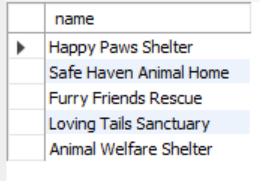 name
Happy Paws Shelter
Safe Haven Animal Home
Furry Friends Rescue
Loving Tails Sanctuary
Animal Welfare Shelter